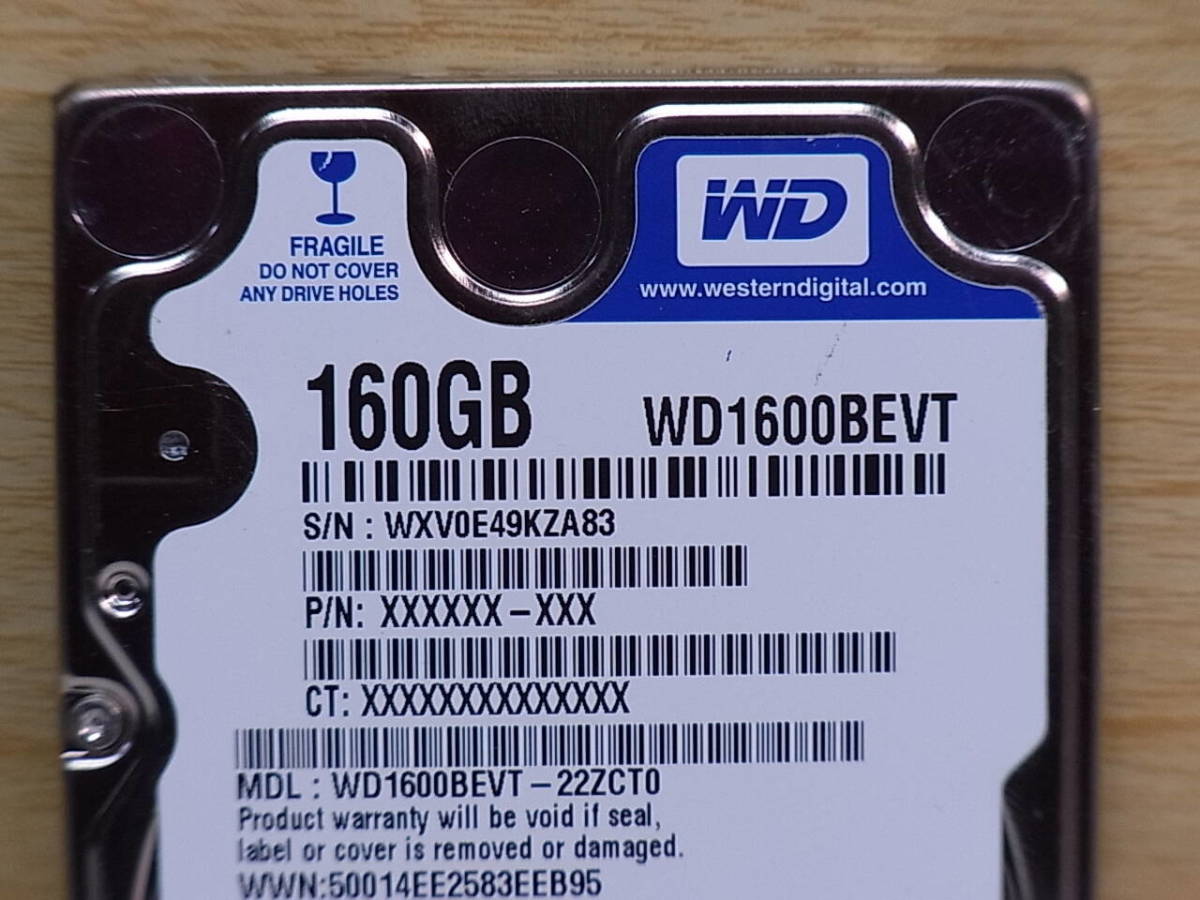 FRAGILE
DO NOT COVER
ANY DRIVE HOLES
WD
www.westerndigital.com
160GB WD1600BEVT
S/N : WXV0E49KZA83
P/N: XXXXXX-XXX
CT: XXXXXXXXXXXXXX
MDL : WD1600BEVT-22ZCT0
Product warranty will be void if seal,
label or cover is removed or damaged.
WWN:50014EE2583EEB95